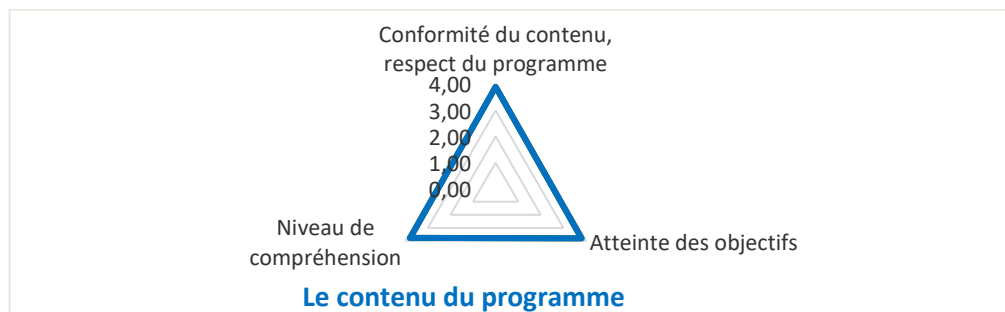 Conformité du contenu,
respect du programme
4,00
3,00
2,00
1,00
0,00
Niveau de
compréhension
Atteinte des objectifs
Le contenu du programme